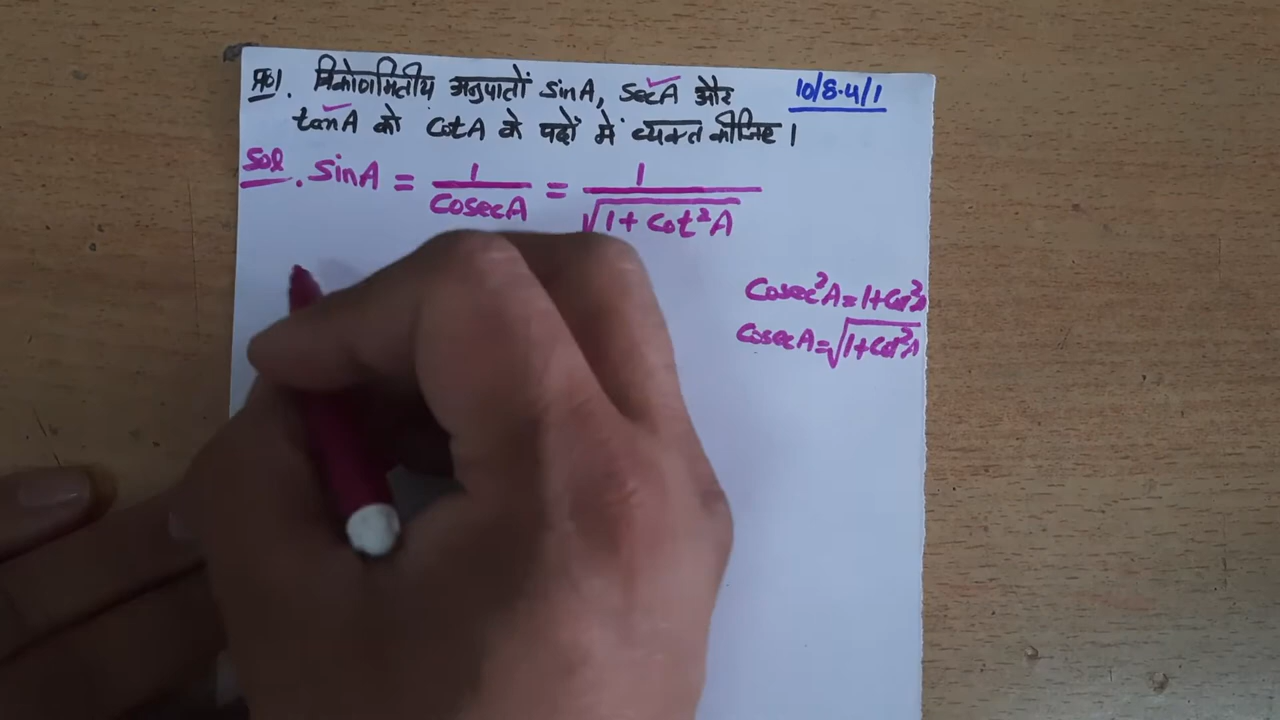 प्र०1. त्रिकोणमितीय अनुपातों sinA, SecA और
10/8.4/1
tanA को CotA के पदों में व्यक्त कीजिए।
Sol. SinA = 1/CosecA = 1/√(1+Cot²A)
Cosec²A=1+Cot²A
CosecA=√(1+Cot²A)